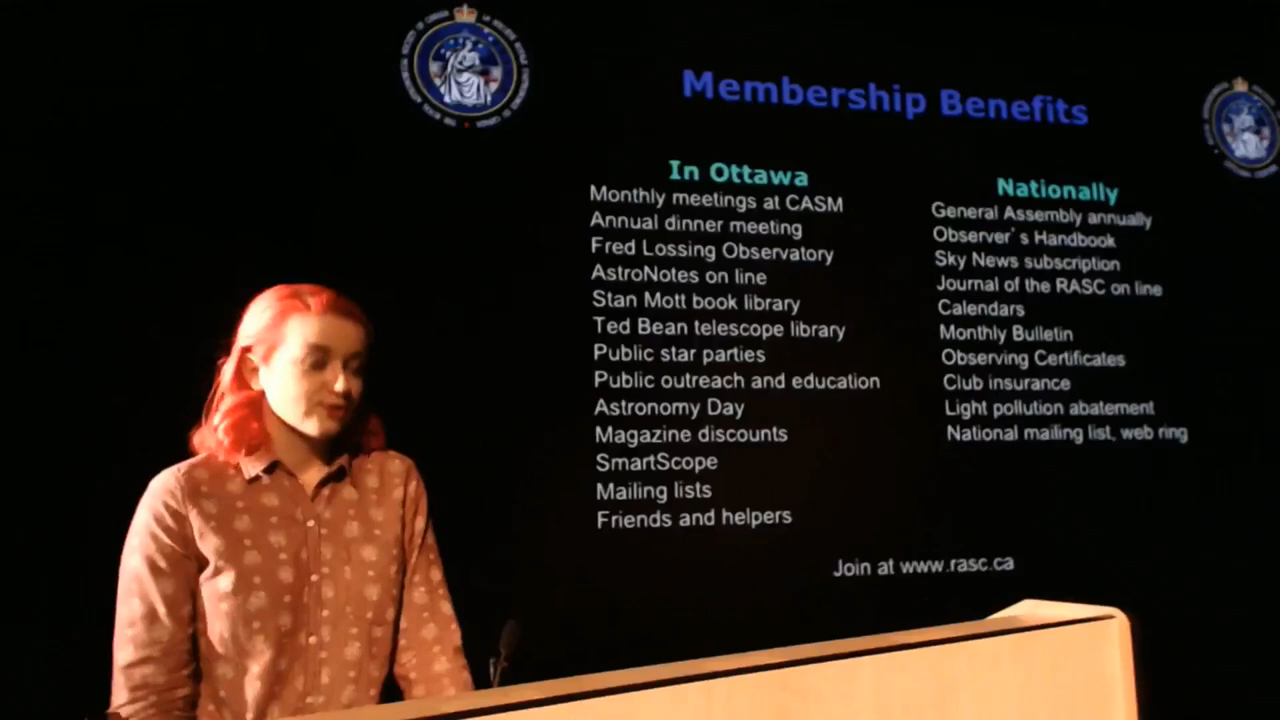 Membership Benefits
In Ottawa
Monthly meetings at CASM
Annual dinner meeting
Fred Lossing Observatory
AstroNotes on line
Stan Mott book library
Ted Bean telescope library
Public star parties
Public outreach and education
Astronomy Day
Magazine discounts
SmartScope
Mailing lists
Friends and helpers
Nationally
General Assembly annually
Observer's Handbook
Sky News subscription
Journal of the RASC on line
Calendars
Monthly Bulletin
Observing Certificates
Club insurance
Light pollution abatement
National mailing list, web ring
Join at www.rasc.ca